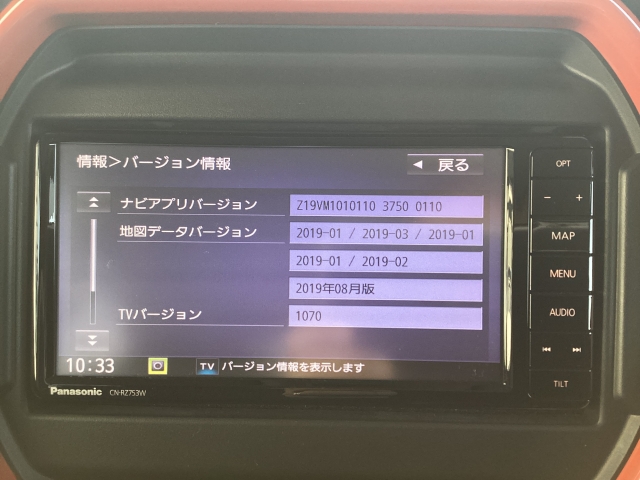 情報>バージョン情報
◀ 戻る
ナビアプリバージョン Z19VM1010110 3750 0110
地図データバージョン 2019-01 / 2019-03 / 2019-01
2019-01 / 2019-02
2019年08月版
TVバージョン 1070
10:33
TV バージョン情報を表示します
Panasonic CN-RZ753W
OPT
− +
MAP
MENU
AUDIO
TILT